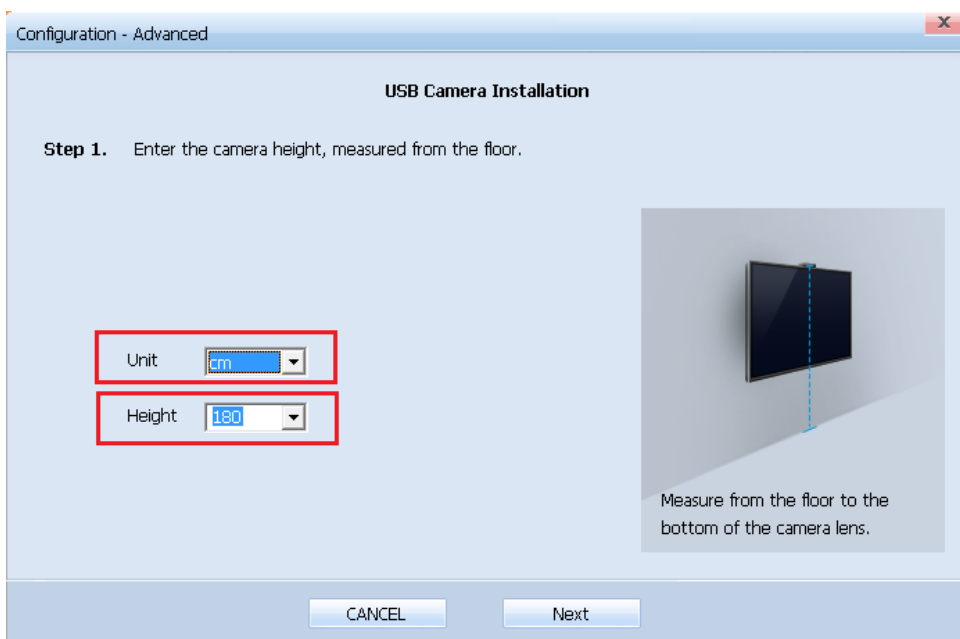 Configuration - Advanced
x
USB Camera Installation
Step 1. Enter the camera height, measured from the floor.
Unit cm
Height 180
Measure from the floor to the
bottom of the camera lens.
CANCEL Next